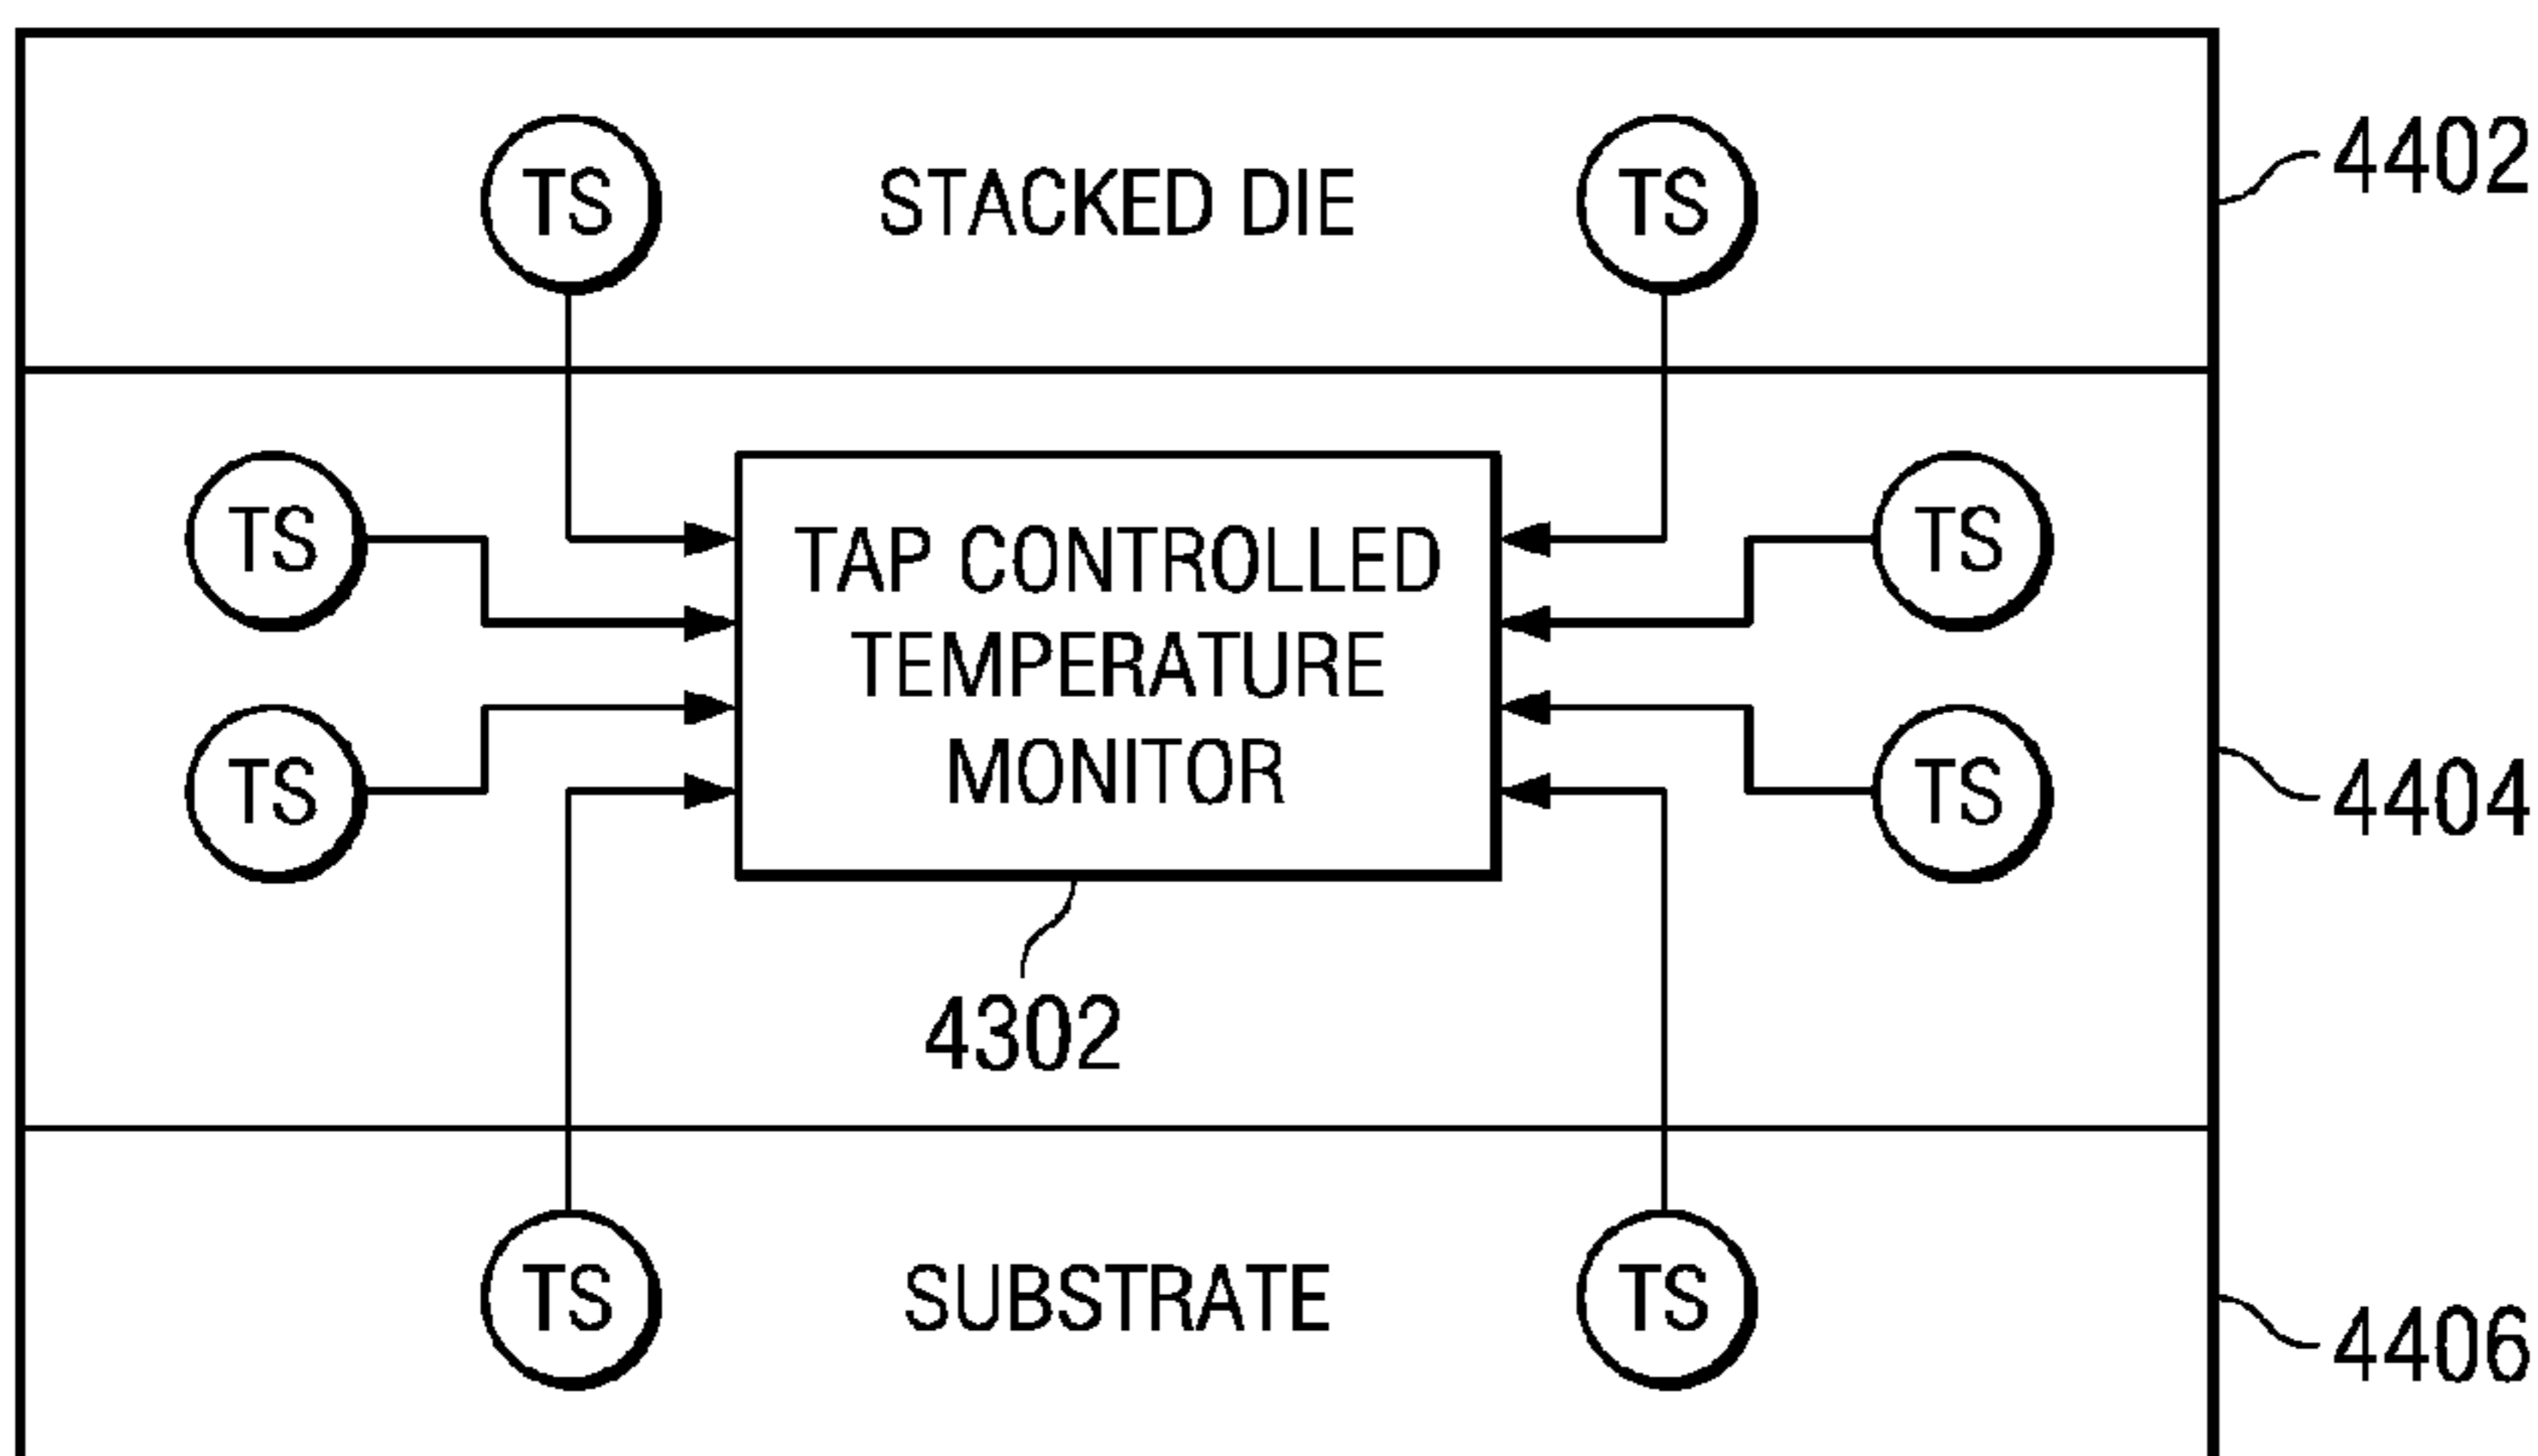 TS STACKED DIE TS
4402
TS TAP CONTROLLED TS
TEMPERATURE
TS MONITOR TS
4404
4302
TS SUBSTRATE TS
4406